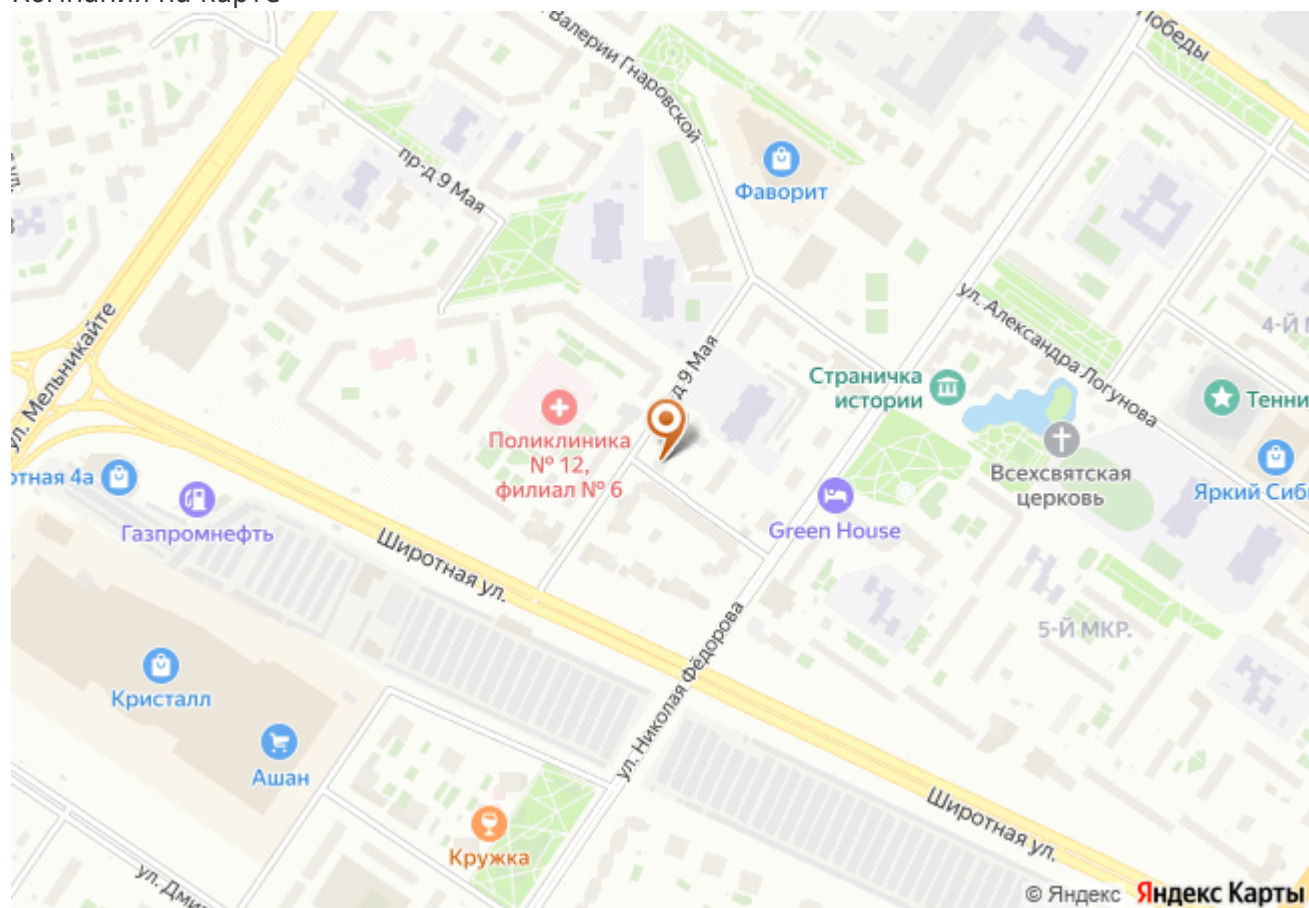 Компания на карте
Валерии Гнаровской
Победы
пр-д 9 Мая
Фаворит
ул.
ул. Александра Логунова
4-Й
ул. Мельникайте
9 Мая
Страничка
истории
Тенни
Поликлиника
№ 12,
филиал № 6
Всехсвятская
церковь
Яркий Сиб
отная 4а
Газпромнефть
Green House
Широтная ул.
5-Й МКР.
Кристалл
ул. Николая Фёдорова
Ашан
Широтная ул.
Кружка
ул. Дми
© Яндекс Яндекс Карты